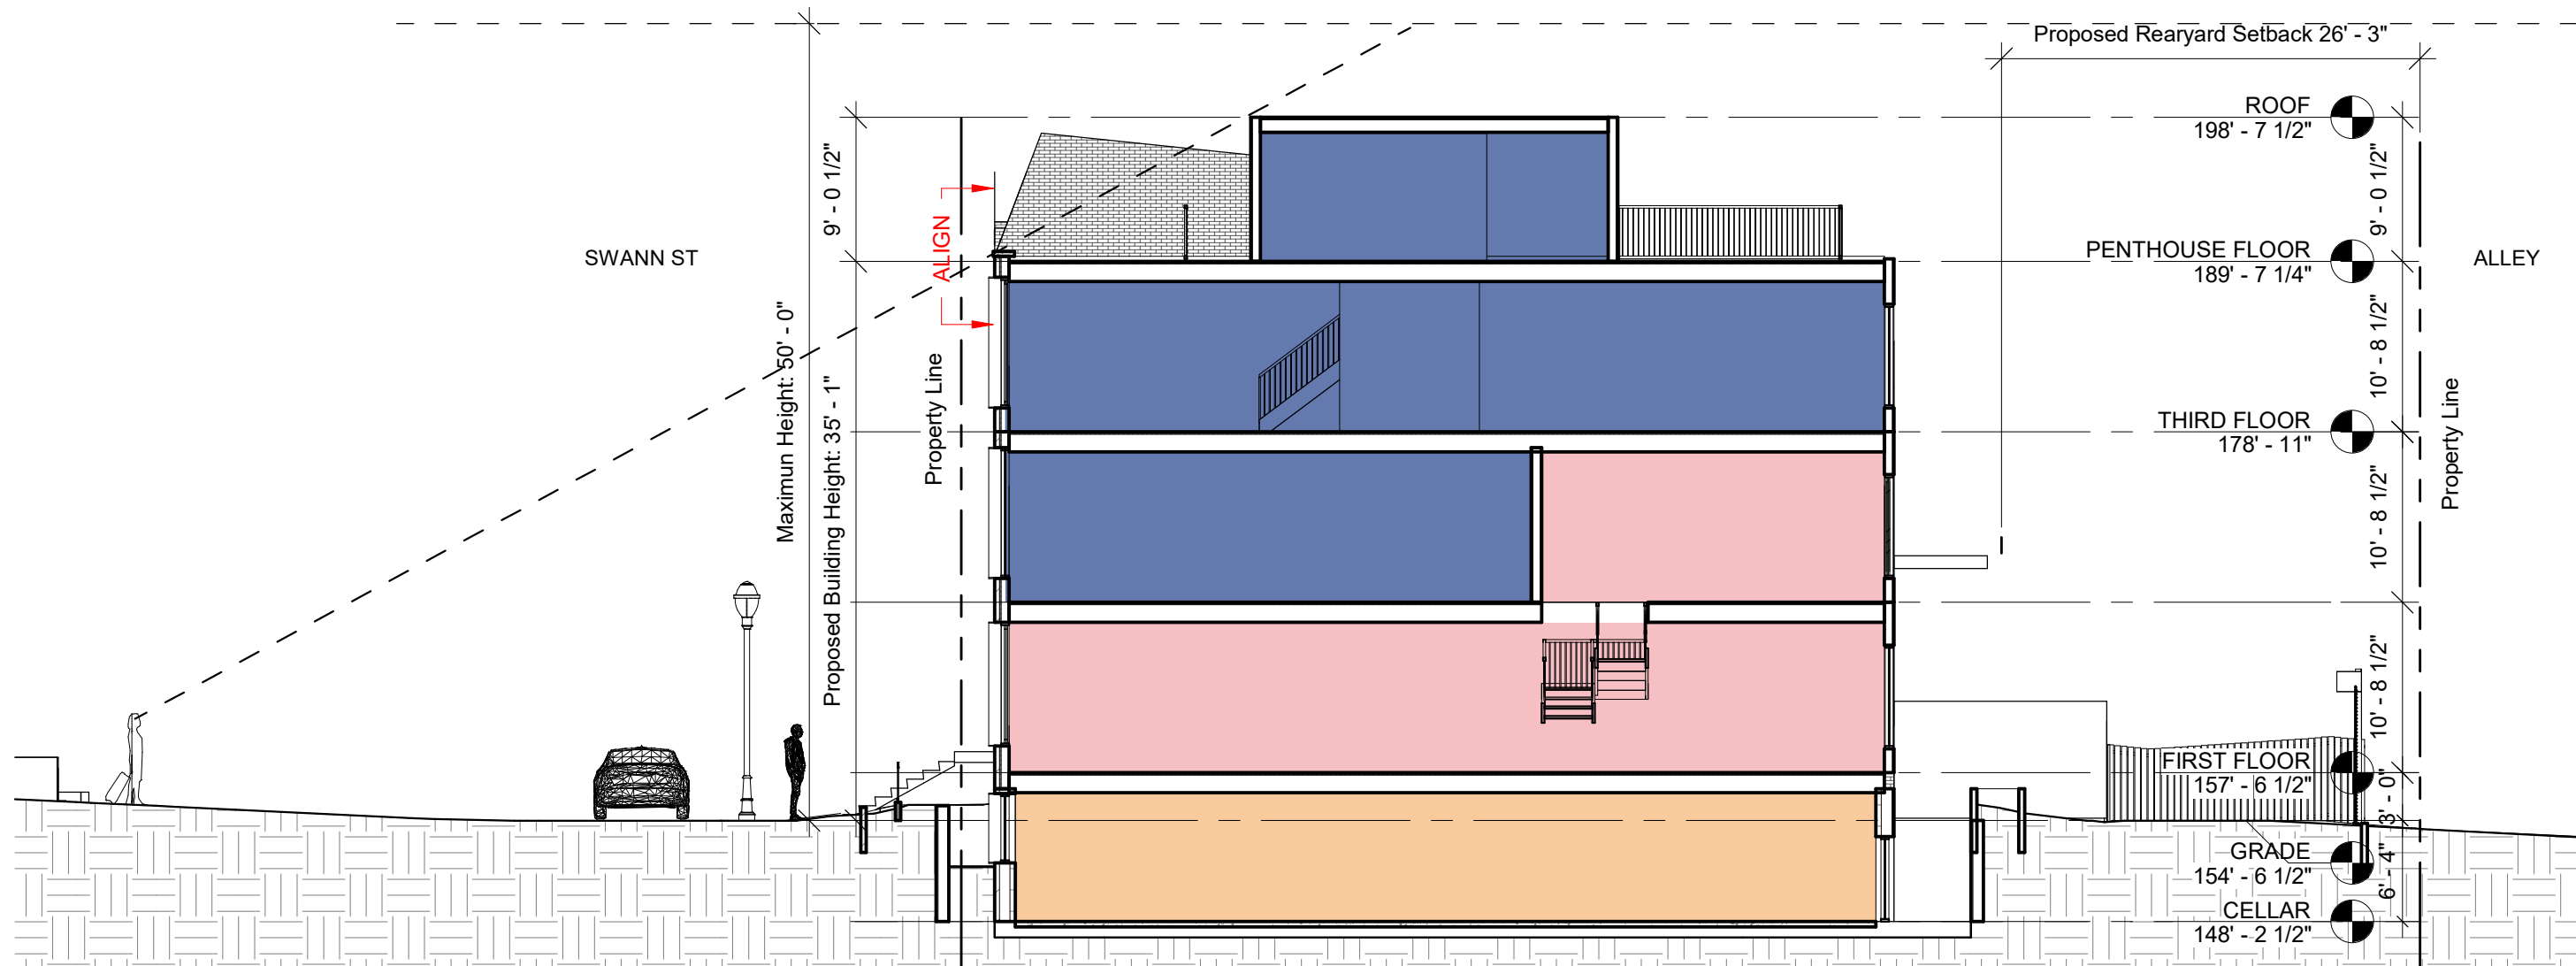 Proposed Rearyard Setback 26' - 3"
ROOF
198' - 7 1/2"
9' - 0 1/2"
9' - 0 1/2"
ALIGN
SWANN ST
PENTHOUSE FLOOR
189' - 7 1/4"
ALLEY
Maximun Height: 50' - 0"
Proposed Building Height: 35' - 1"
Property Line
10' - 8 1/2"
THIRD FLOOR
178' - 11"
Property Line
10' - 8 1/2"
10' - 8 1/2"
FIRST FLOOR
157' - 6 1/2"
3' - 0"
GRADE
154' - 6 1/2"
6' - 4"
CELLAR
148' - 2 1/2"